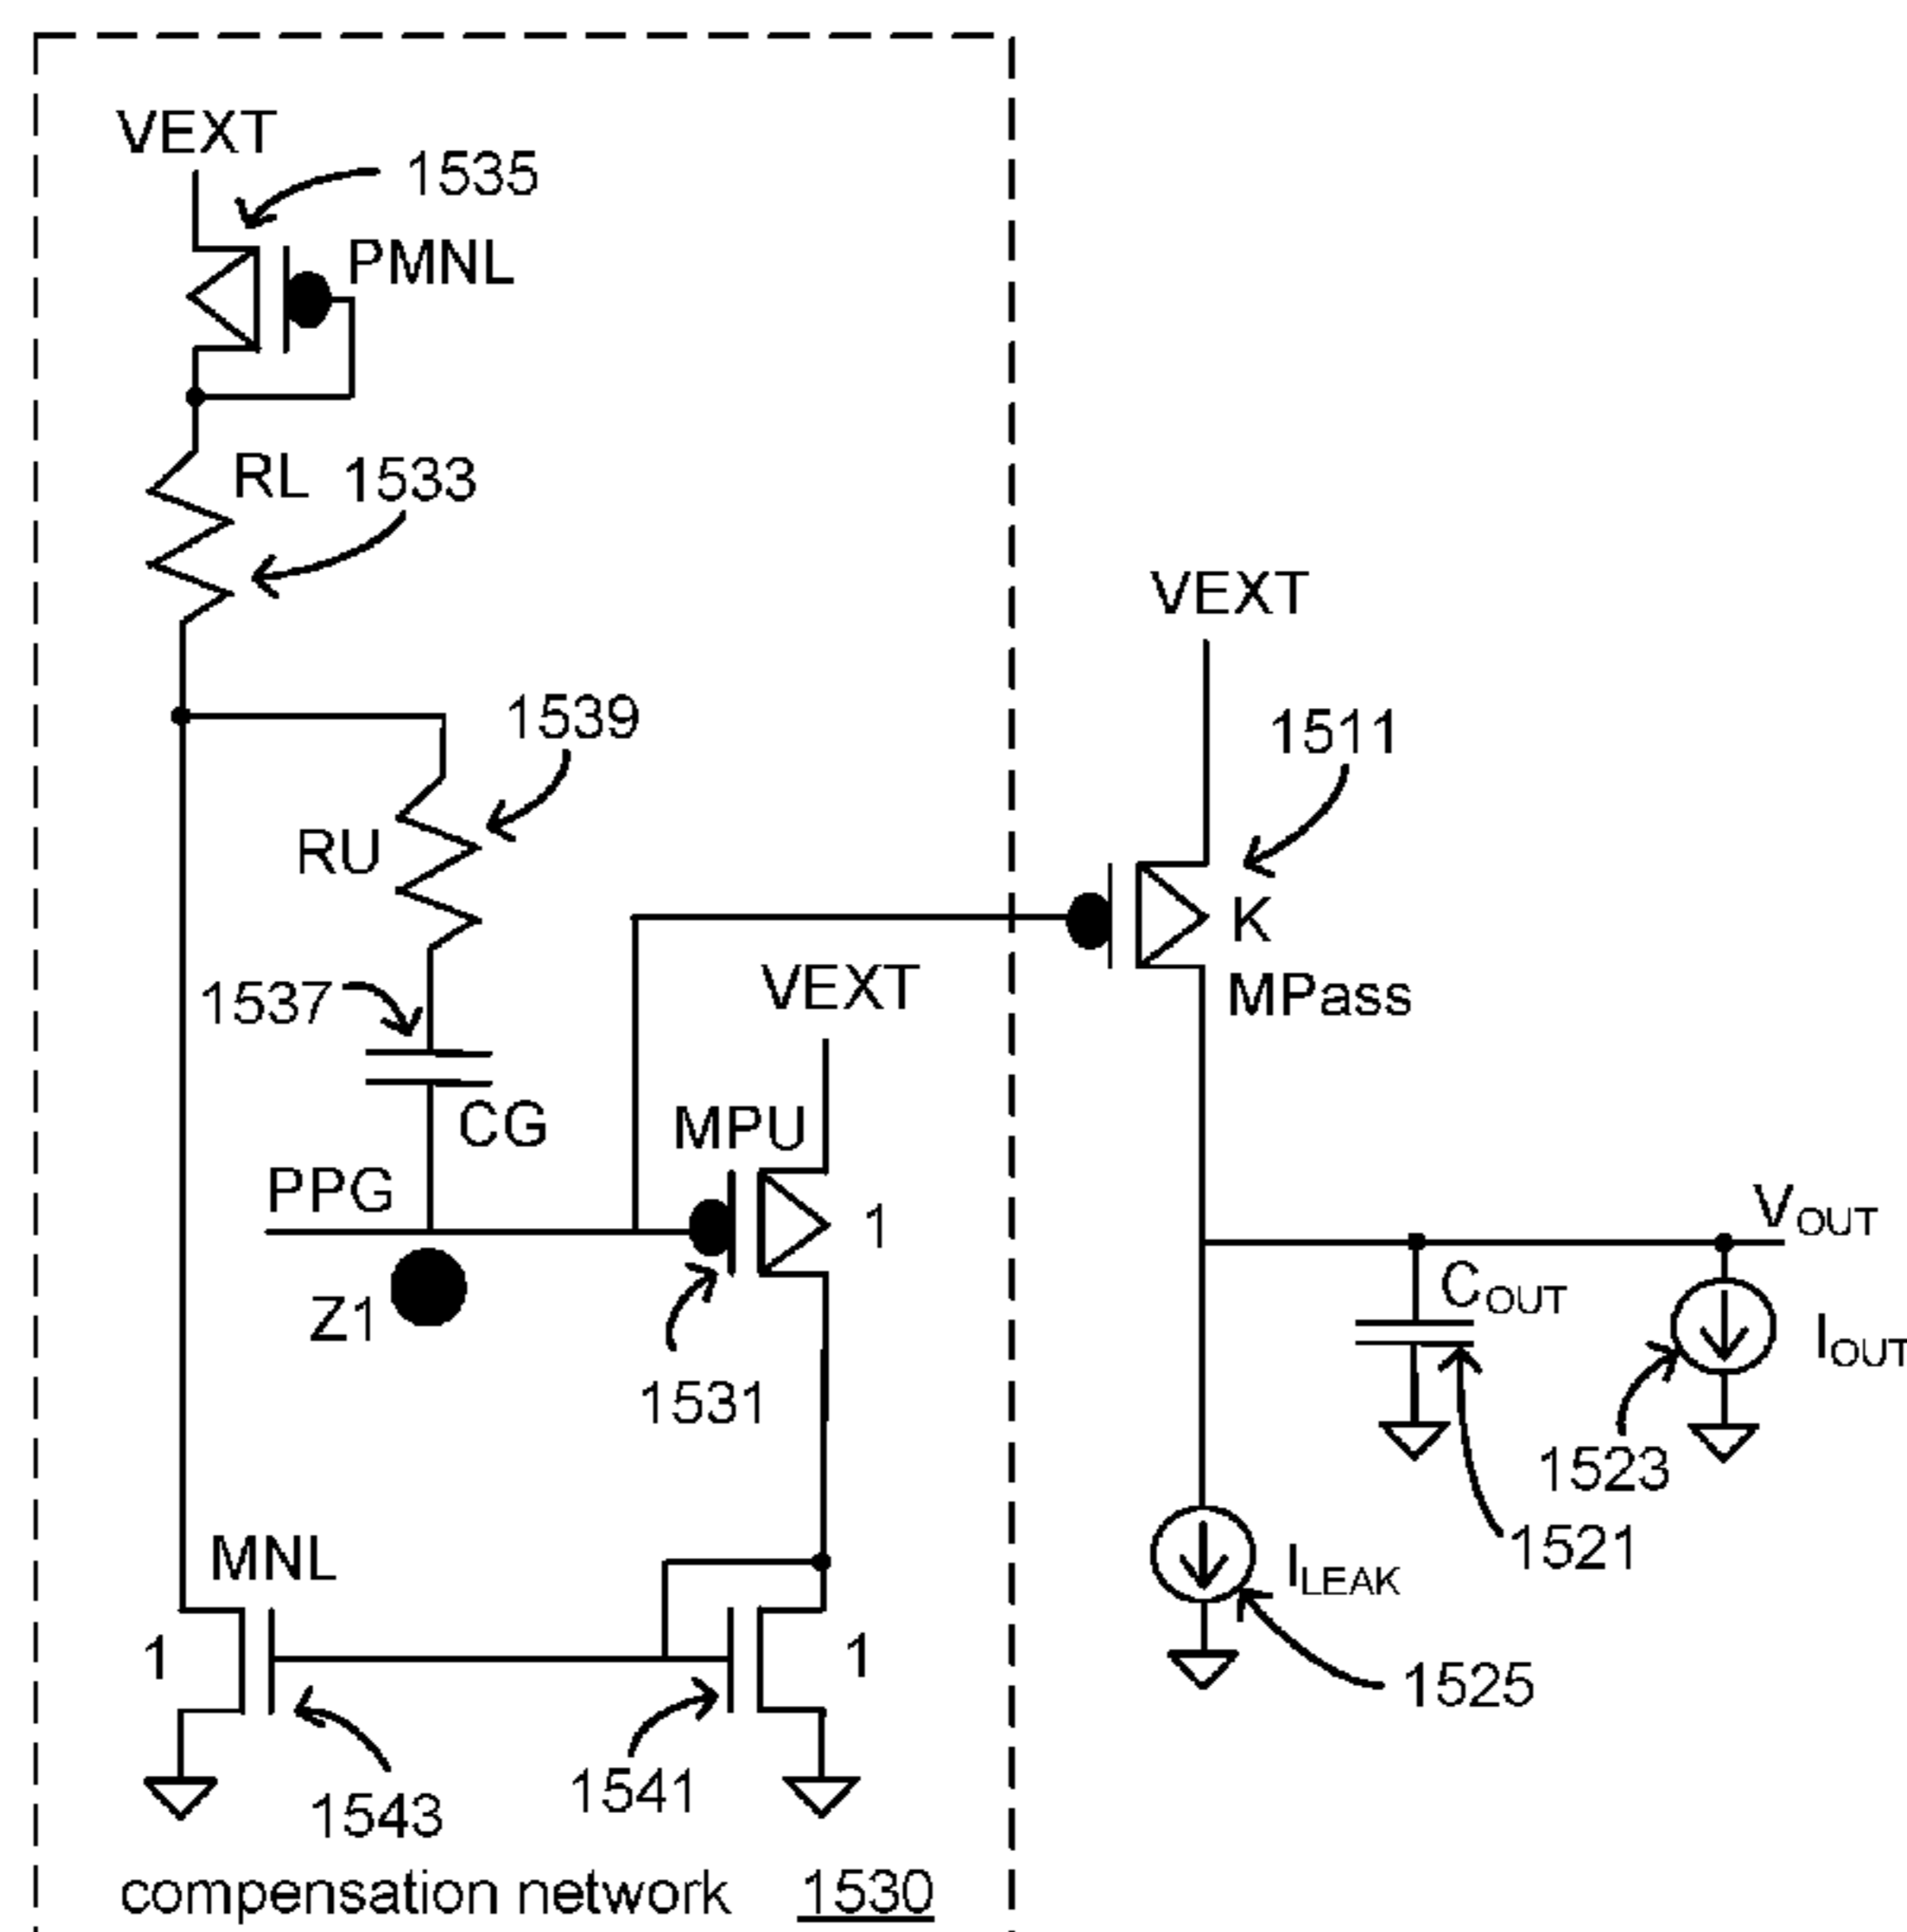 VEXT
1535
PMNL
RL 1533
VEXT
1539
1511
RU
K
VEXT
1537
MPass
CG
MPU
PPG
1
VOUT
COUT
Z1
IOUT
1531
1523
MNL
1521
ILEAK
1
1
1525
1541
1543
compensation network 1530